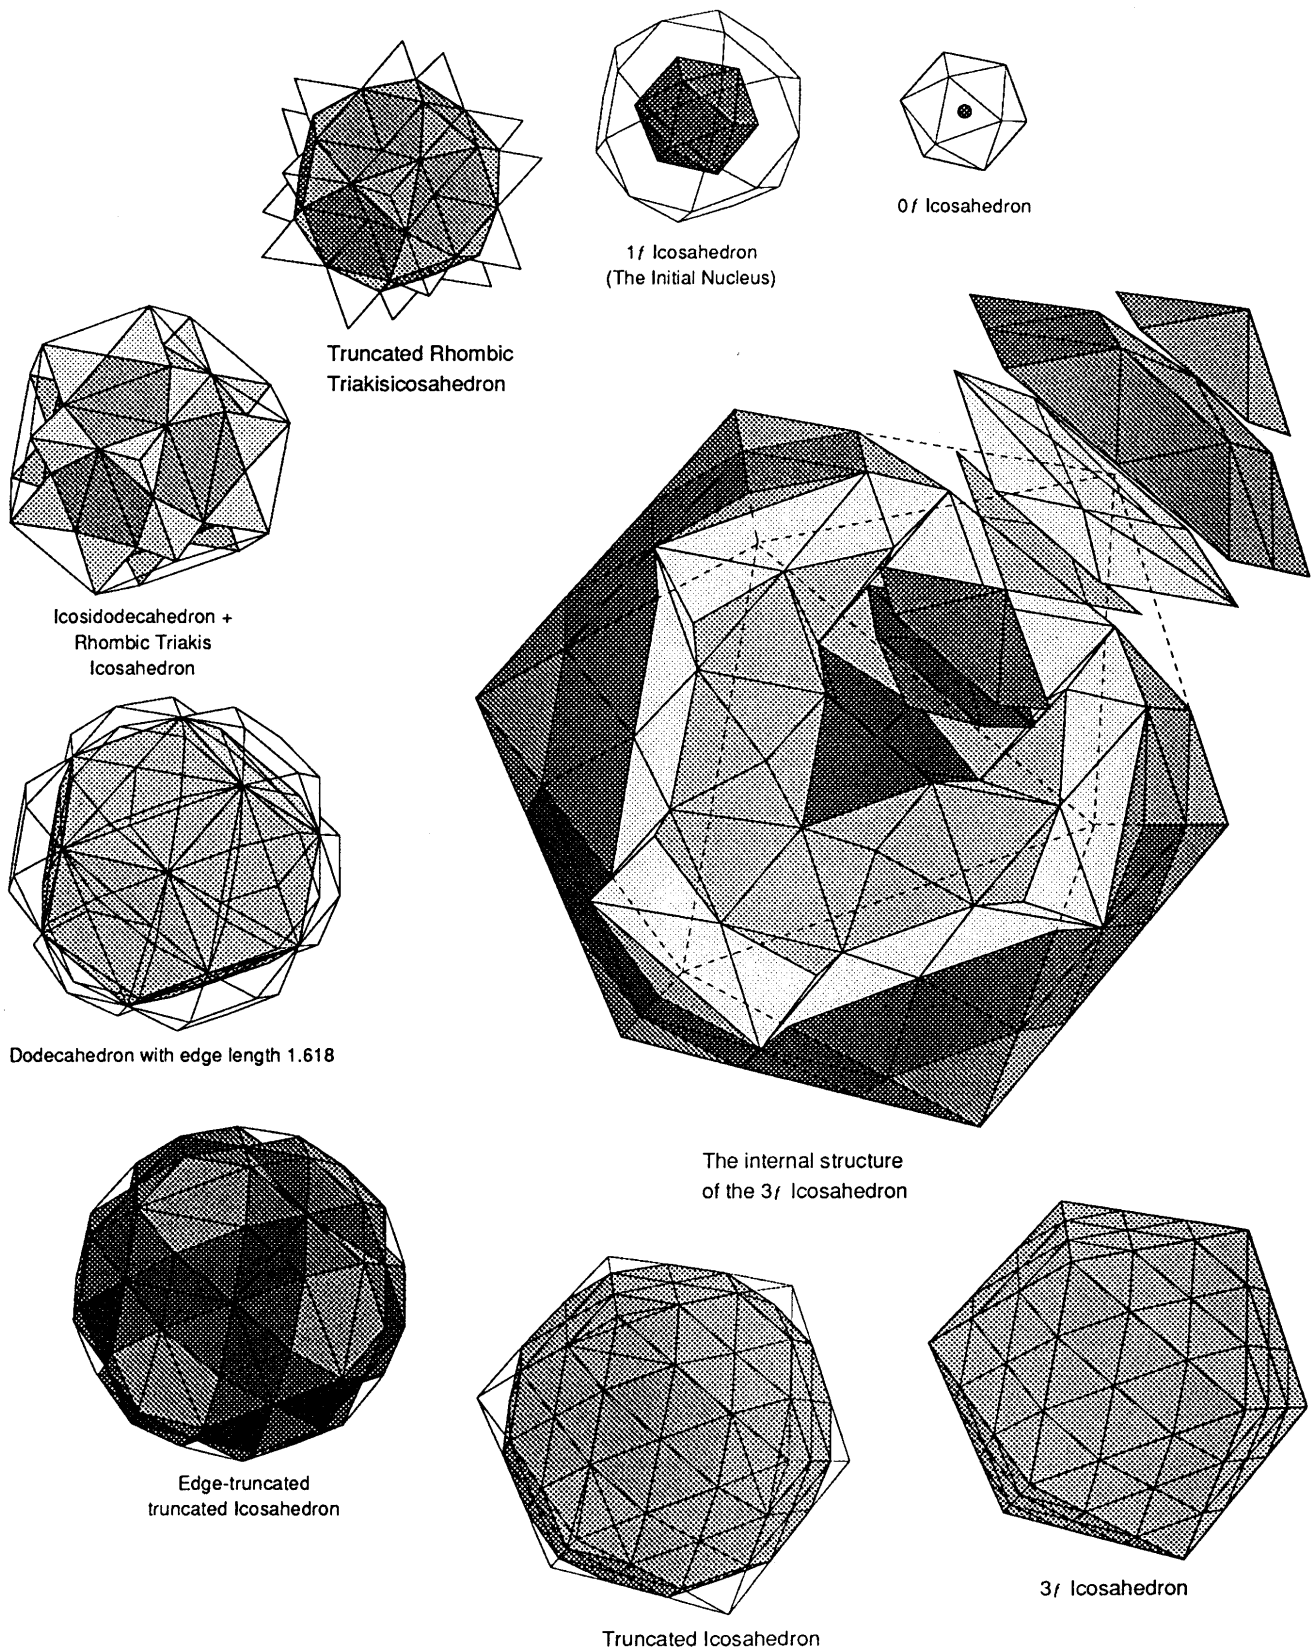 0f Icosahedron
1f Icosahedron
(The Initial Nucleus)
Truncated Rhombic
Triakisicosahedron
Icosidodecahedron +
Rhombic Triakis
Icosahedron
Dodecahedron with edge length 1.618
The internal structure
of the 3f Icosahedron
Edge-truncated
truncated Icosahedron
3f Icosahedron
Truncated Icosahedron